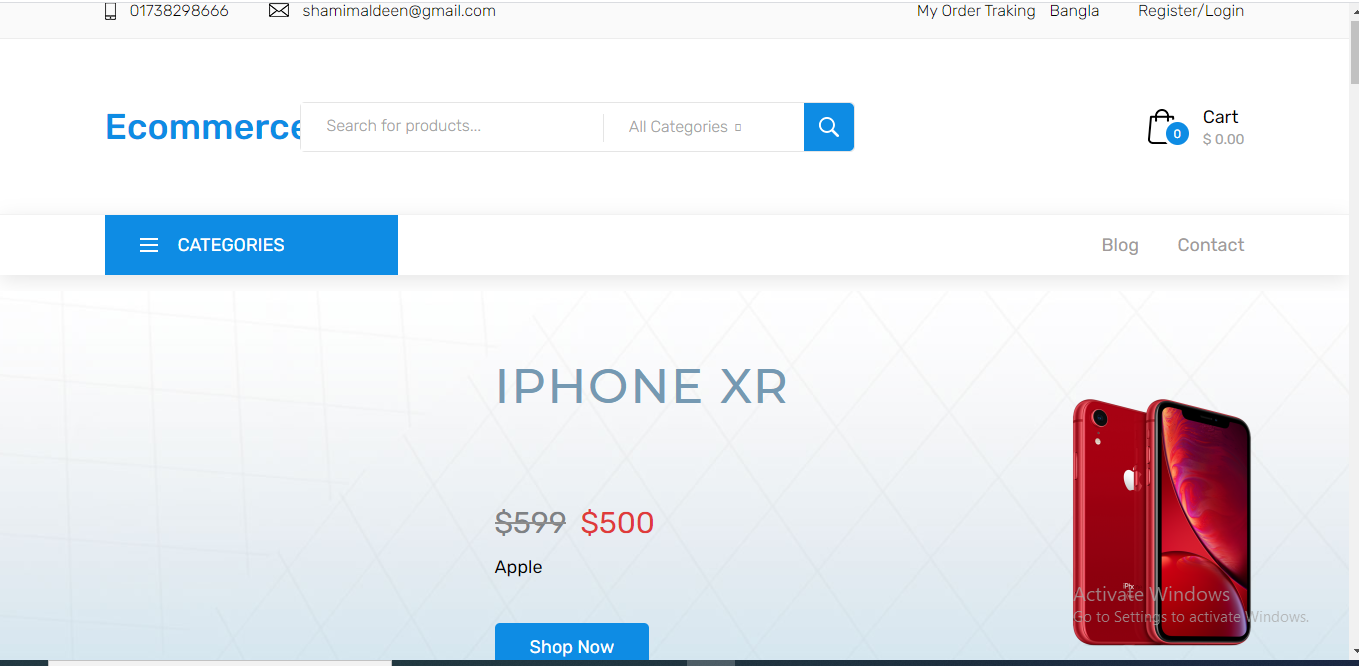 01738298666 shamimaldeen@gmail.com My Order Traking Bangla Register/Login
Ecommerce Search for products... All Categories
Cart
0
$ 0.00
CATEGORIES Blog Contact
IPHONE XR
$599 $500
Apple
Activate Windows
Go to Settings to activate Windows.
Shop Now